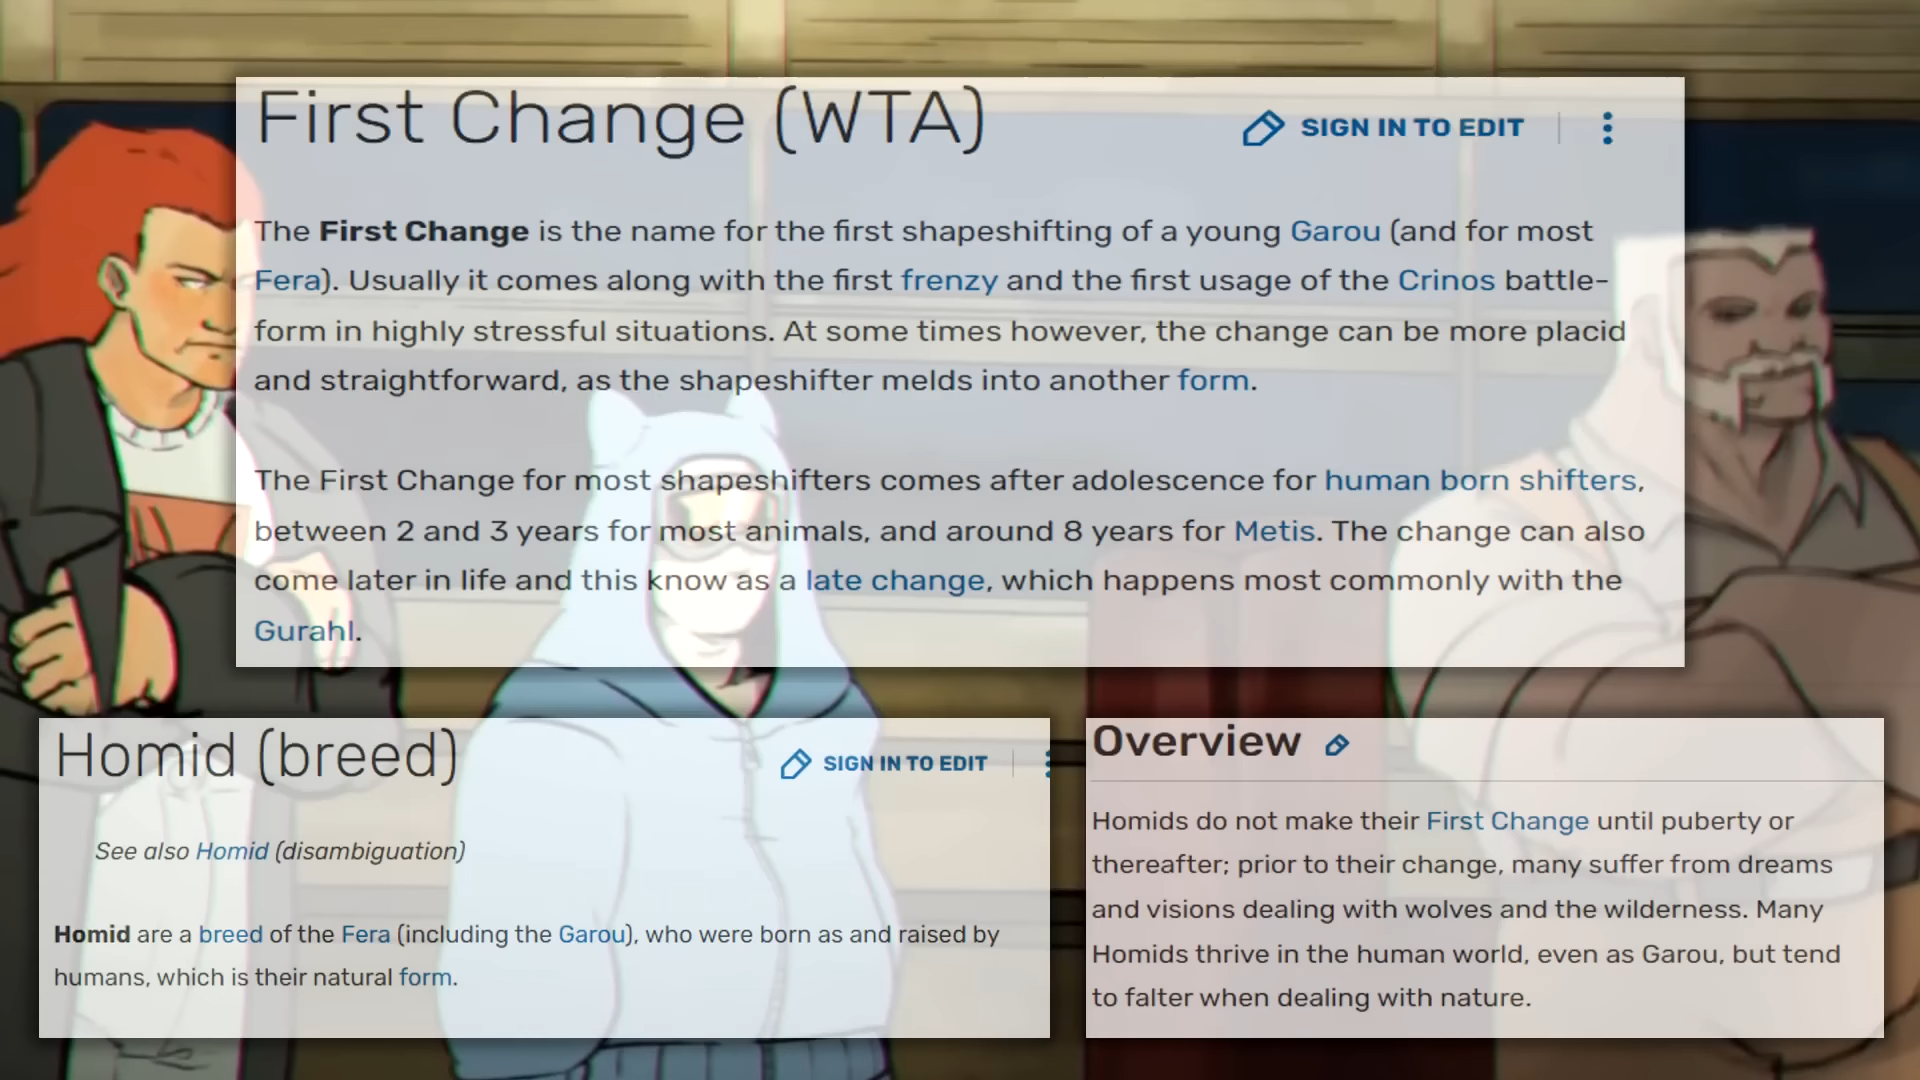 First Change (WTA)
SIGN IN TO EDIT
The First Change is the name for the first shapeshifting of a young Garou (and for most
Fera). Usually it comes along with the first frenzy and the first usage of the Crinos battle-
form in highly stressful situations. At some times however, the change can be more placid
and straightforward, as the shapeshifter melds into another form.
The First Change for most shapeshifters comes after adolescence for human born shifters,
between 2 and 3 years for most animals, and around 8 years for Metis. The change can also
come later in life and this know as a late change, which happens most commonly with the
Gurahl.
Homid (breed)
SIGN IN TO EDIT
See also Homid (disambiguation)
Homid are a breed of the Fera (including the Garou), who were born as and raised by
humans, which is their natural form.
Overview
Homids do not make their First Change until puberty or
thereafter; prior to their change, many suffer from dreams
and visions dealing with wolves and the wilderness. Many
Homids thrive in the human world, even as Garou, but tend
to falter when dealing with nature.